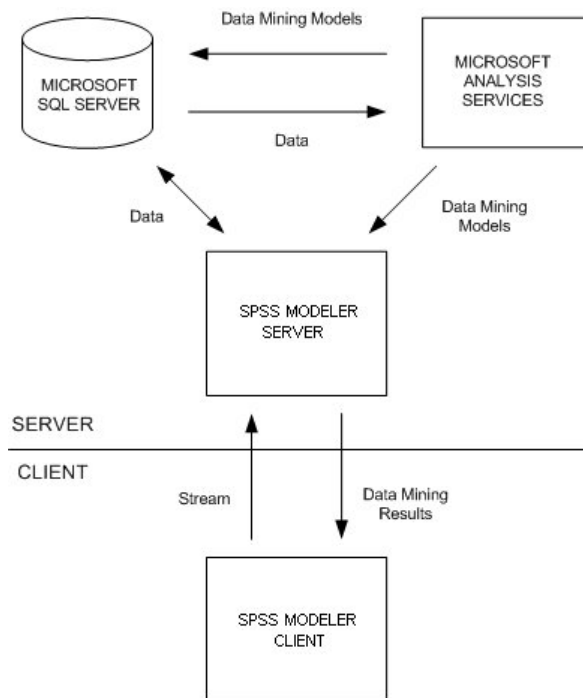 Data Mining Models
MICROSOFT
SQL SERVER
MICROSOFT
ANALYSIS
SERVICES
Data
Data
Data Mining
Models
SPSS MODELER
SERVER
SERVER
CLIENT
Stream
Data Mining
Results
SPSS MODELER
CLIENT